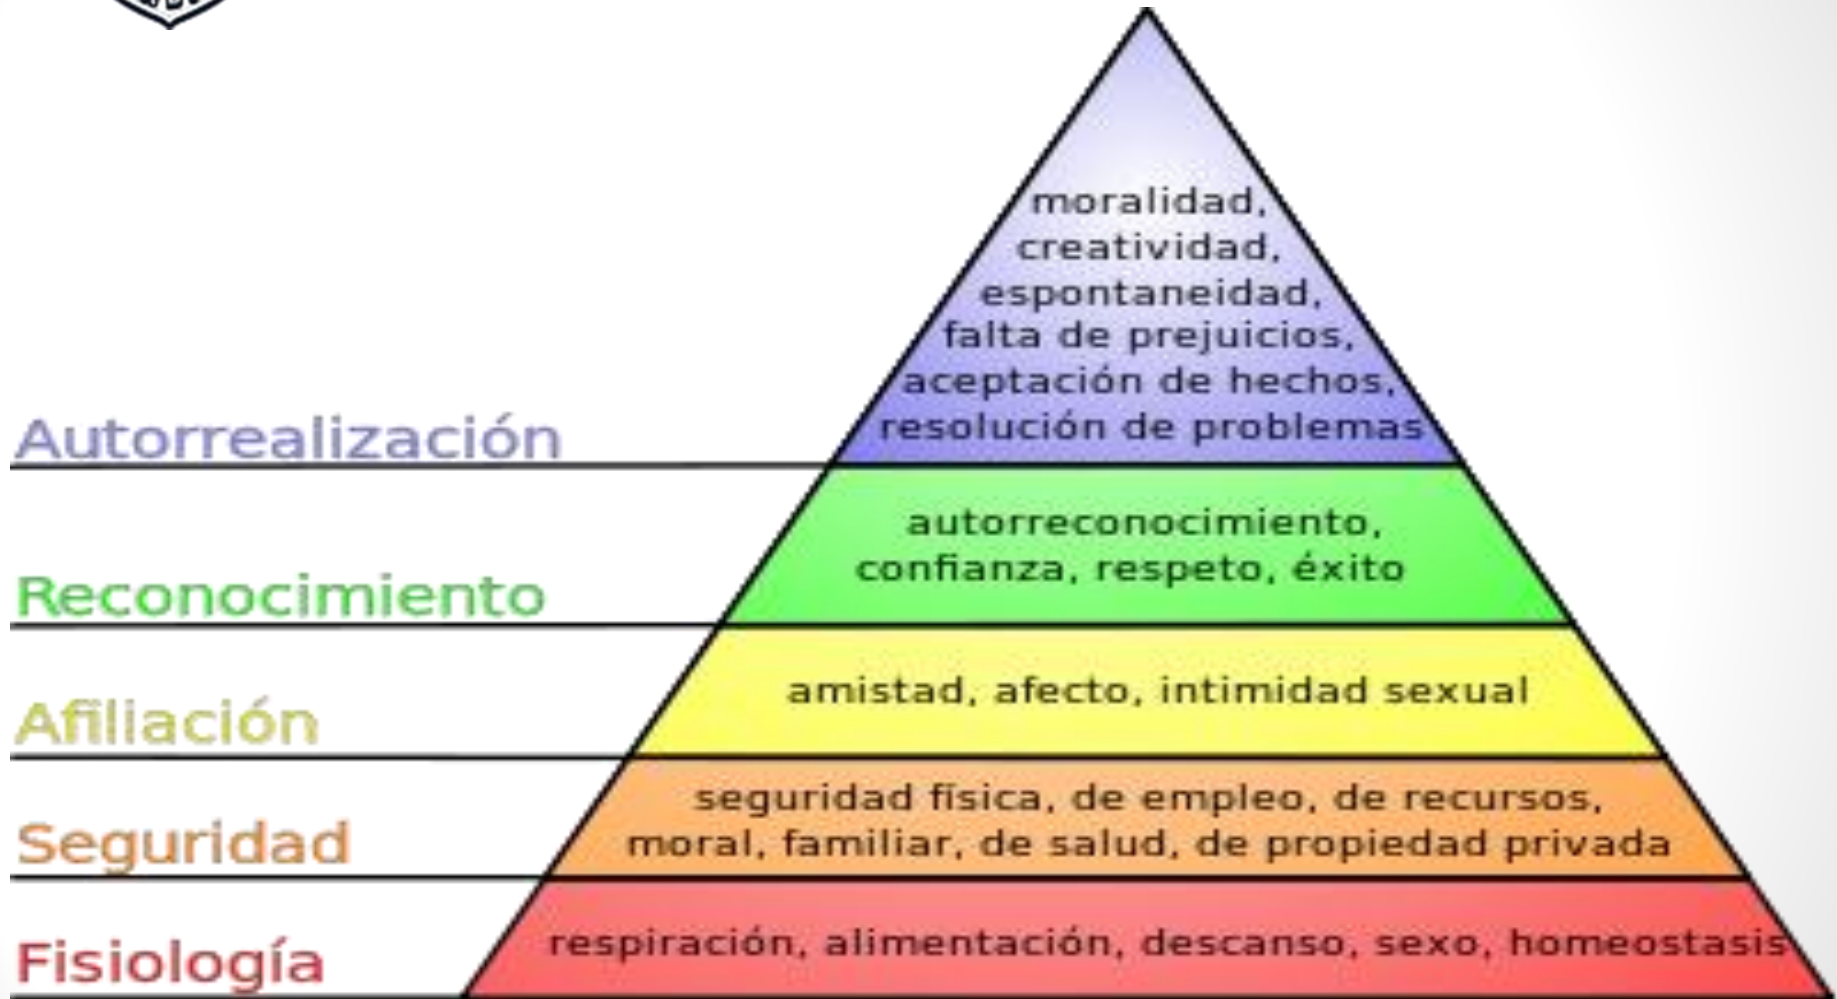 moralidad,
creatividad,
espontaneidad,
falta de prejuicios,
aceptación de hechos,
resolución de problemas
Autorrealización
autorreconocimiento,
confianza, respeto, éxito
Reconocimiento
amistad, afecto, intimidad sexual
Afiliación
seguridad física, de empleo, de recursos,
moral, familiar, de salud, de propiedad privada
Seguridad
respiración, alimentación, descanso, sexo, homeostasis
Fisiología